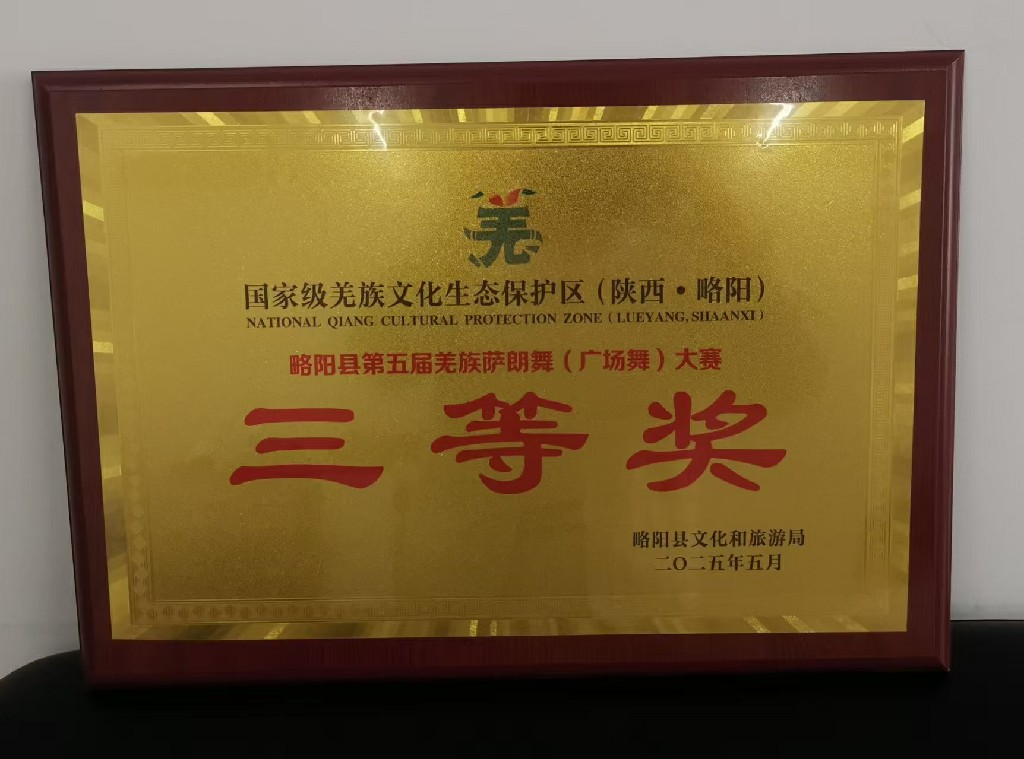 羌
国家级羌族文化生态保护区（陕西·略阳）
NATIONAL QIANG CULTURAL PROTECTION ZONE (LUEYANG, SHAANXI)
略阳县第五届羌族萨朗舞（广场舞）大赛
三等奖
略阳县文化和旅游局
二〇二五年五月